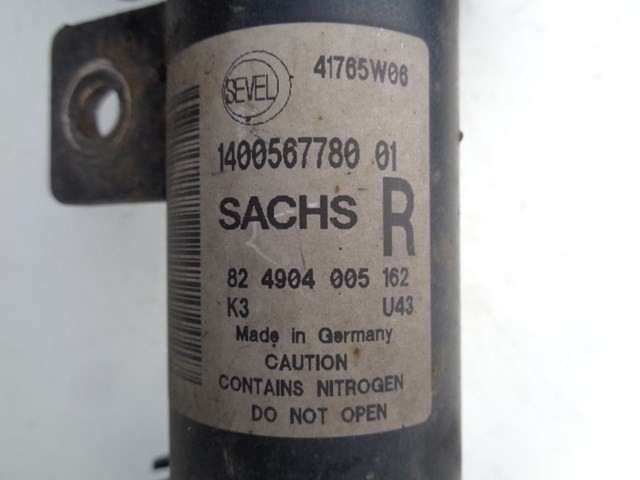 SEVEL 41765W06
1400567780 01
SACHS R
82 4904 005 162
K3 U43
Made in Germany
CAUTION
CONTAINS NITROGEN
DO NOT OPEN